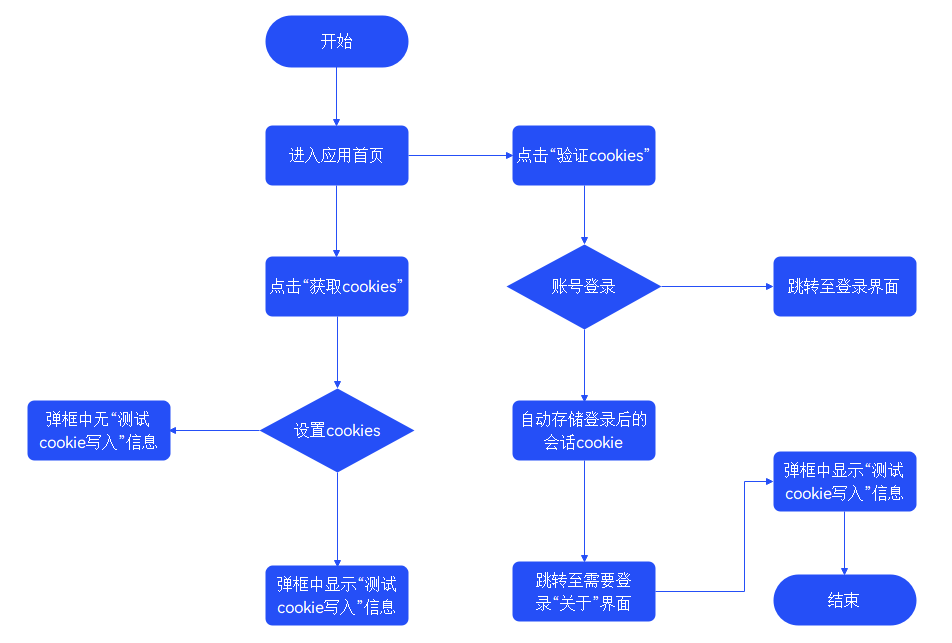 开始
进入应用首页
点击“验证cookies”
点击“获取cookies”
账号登录
跳转至登录界面
弹框中无“测试
cookie写入”信息
设置cookies
自动存储登录后的
会话cookie
弹框中显示“测试
cookie写入”信息
弹框中显示“测试
cookie写入”信息
跳转至需要登
录“关于”界面
结束